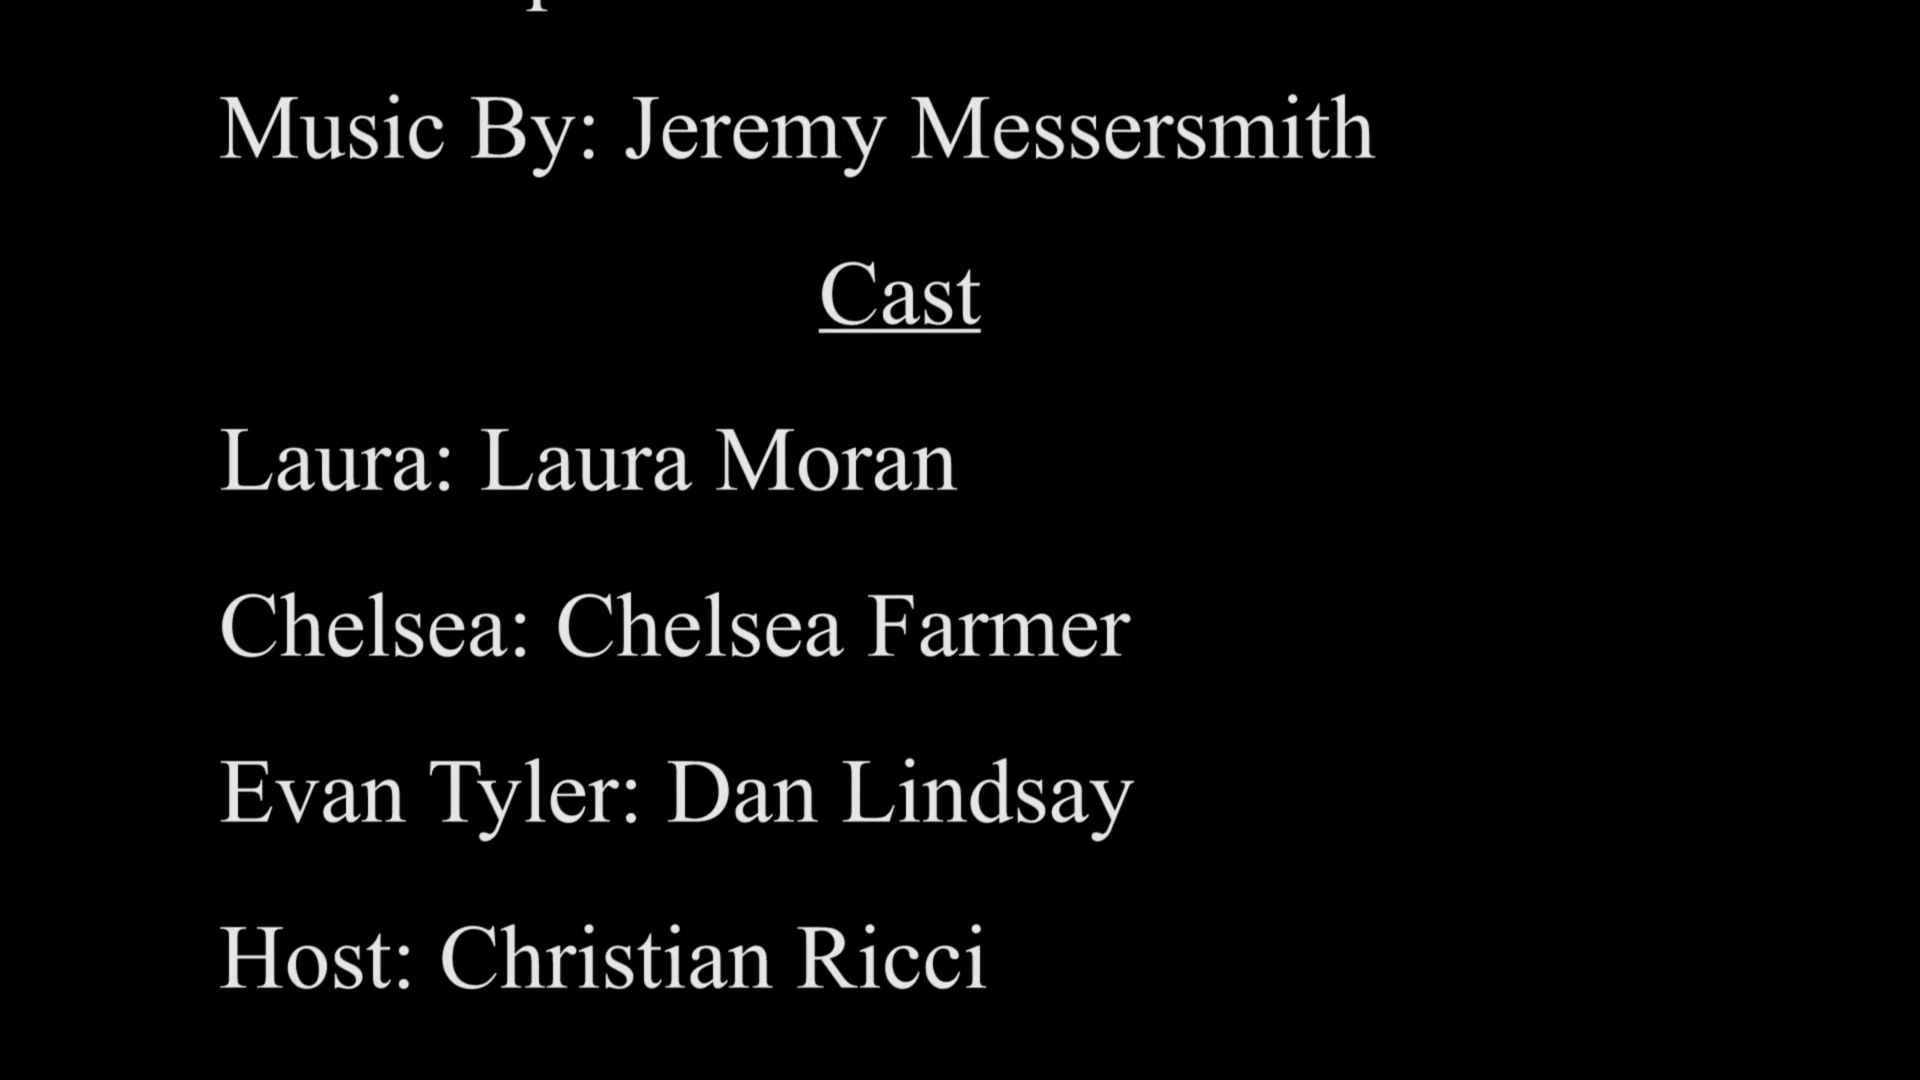 Music By: Jeremy Messersmith
Cast
Laura: Laura Moran
Chelsea: Chelsea Farmer
Evan Tyler: Dan Lindsay
Host: Christian Ricci